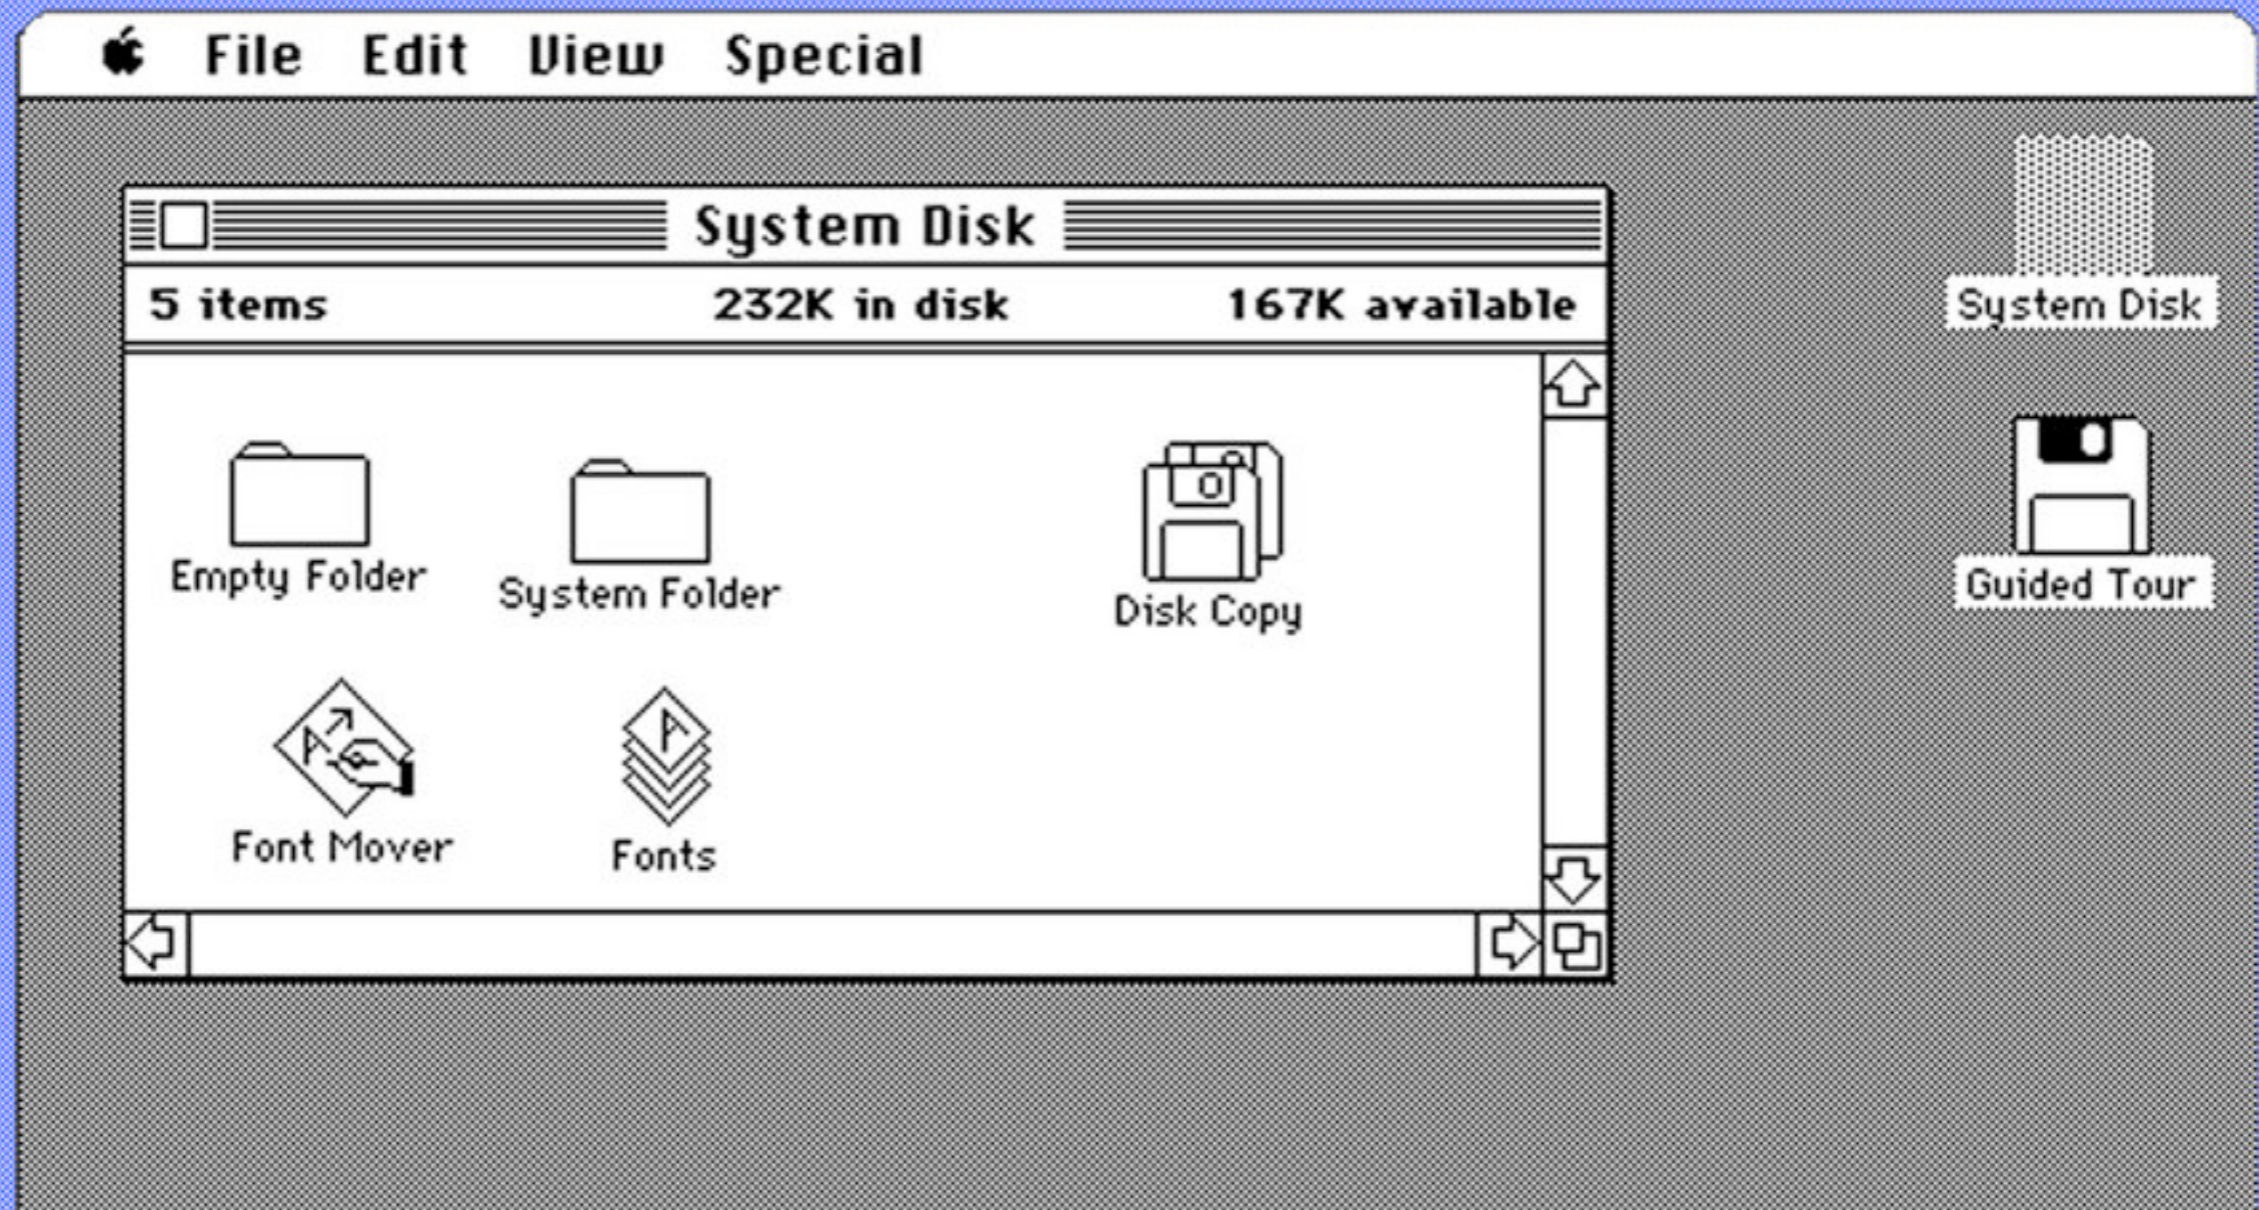 File Edit View Special
System Disk
5 items 232K in disk 167K available
Empty Folder
System Folder
Disk Copy
Font Mover
Fonts
System Disk
Guided Tour